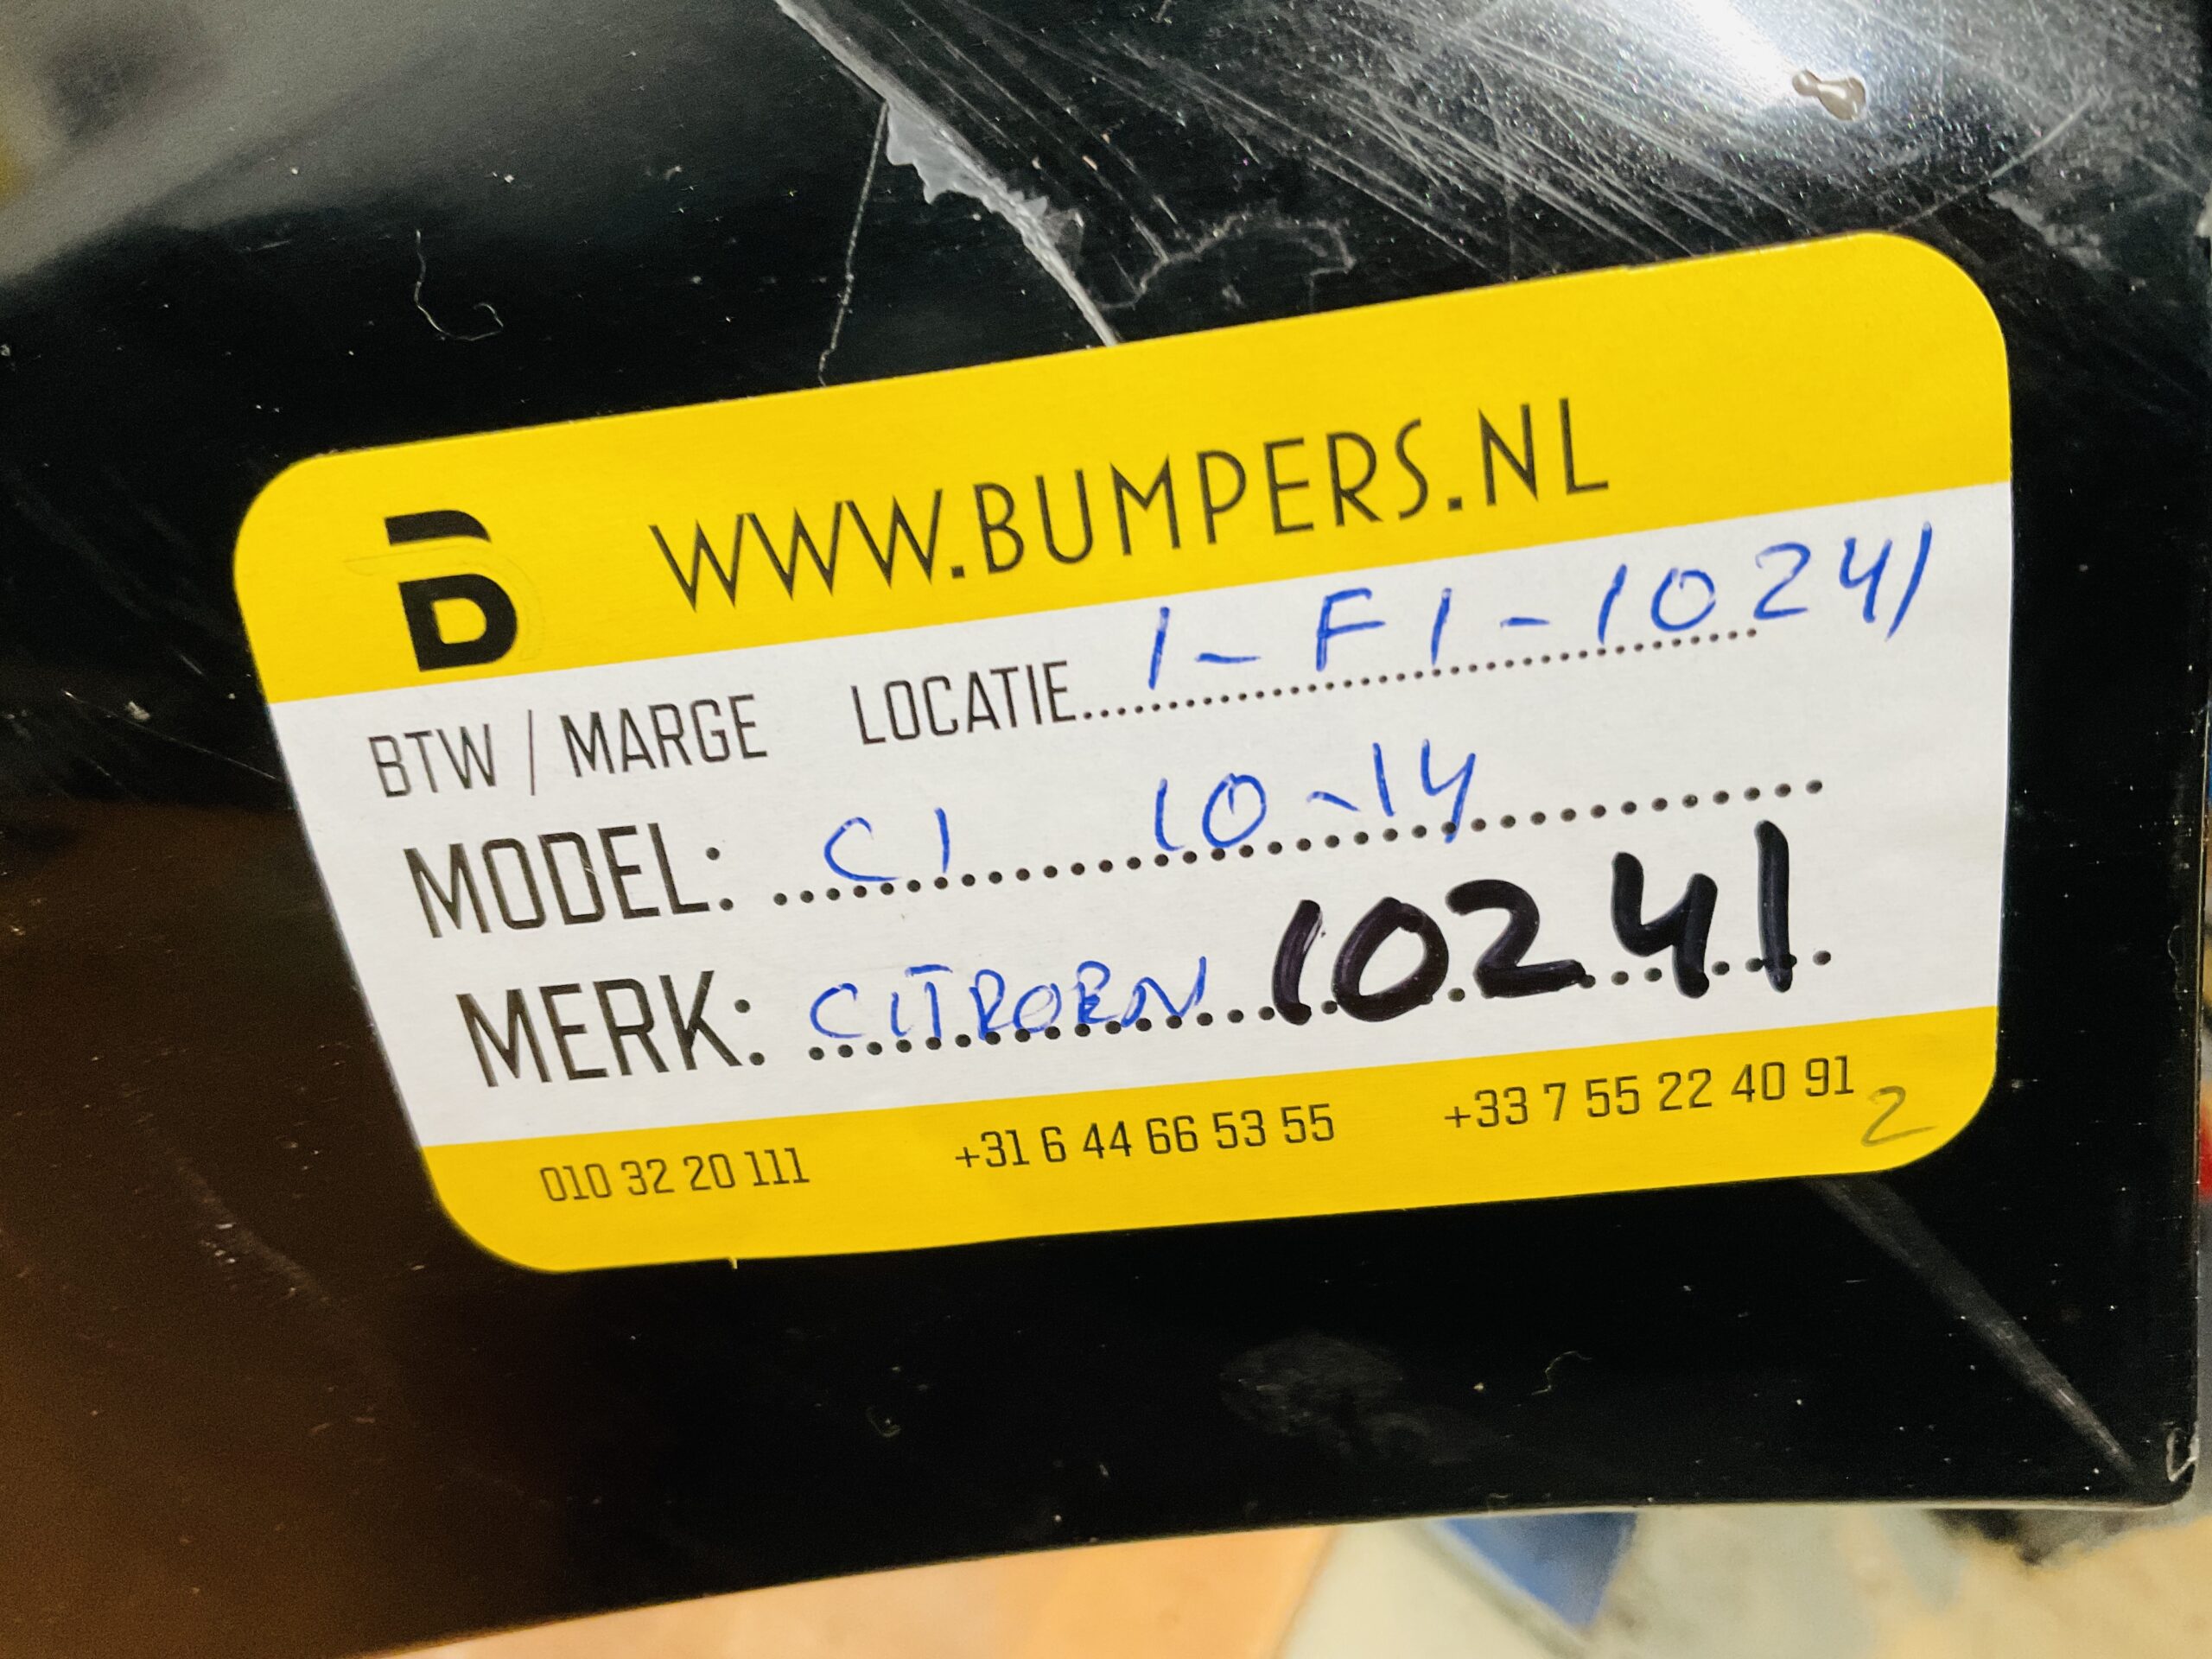 B WWW.BUMPERS.NL
BTW / MARGE LOCATIE 1-F1-10241
MODEL: C1 10-14
MERK: CITROEN 10241
010 32 20 111 +31 6 44 66 53 55 +33 7 55 22 40 91 2